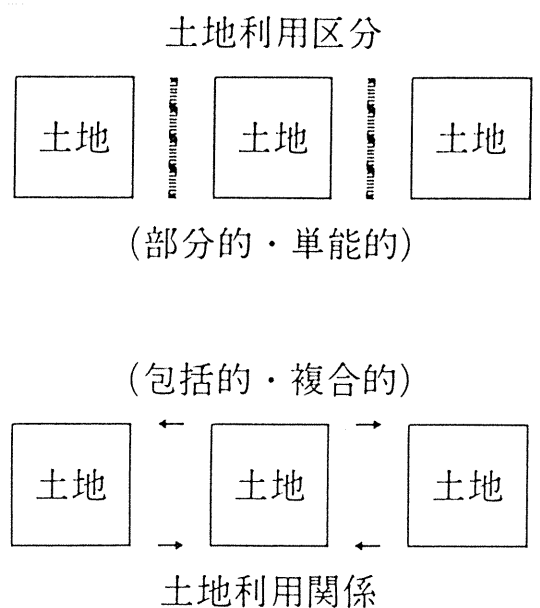 土地利用区分
土地 土地 土地
(部分的・単能的)
(包括的・複合的)
土地 土地 土地
土地利用関係